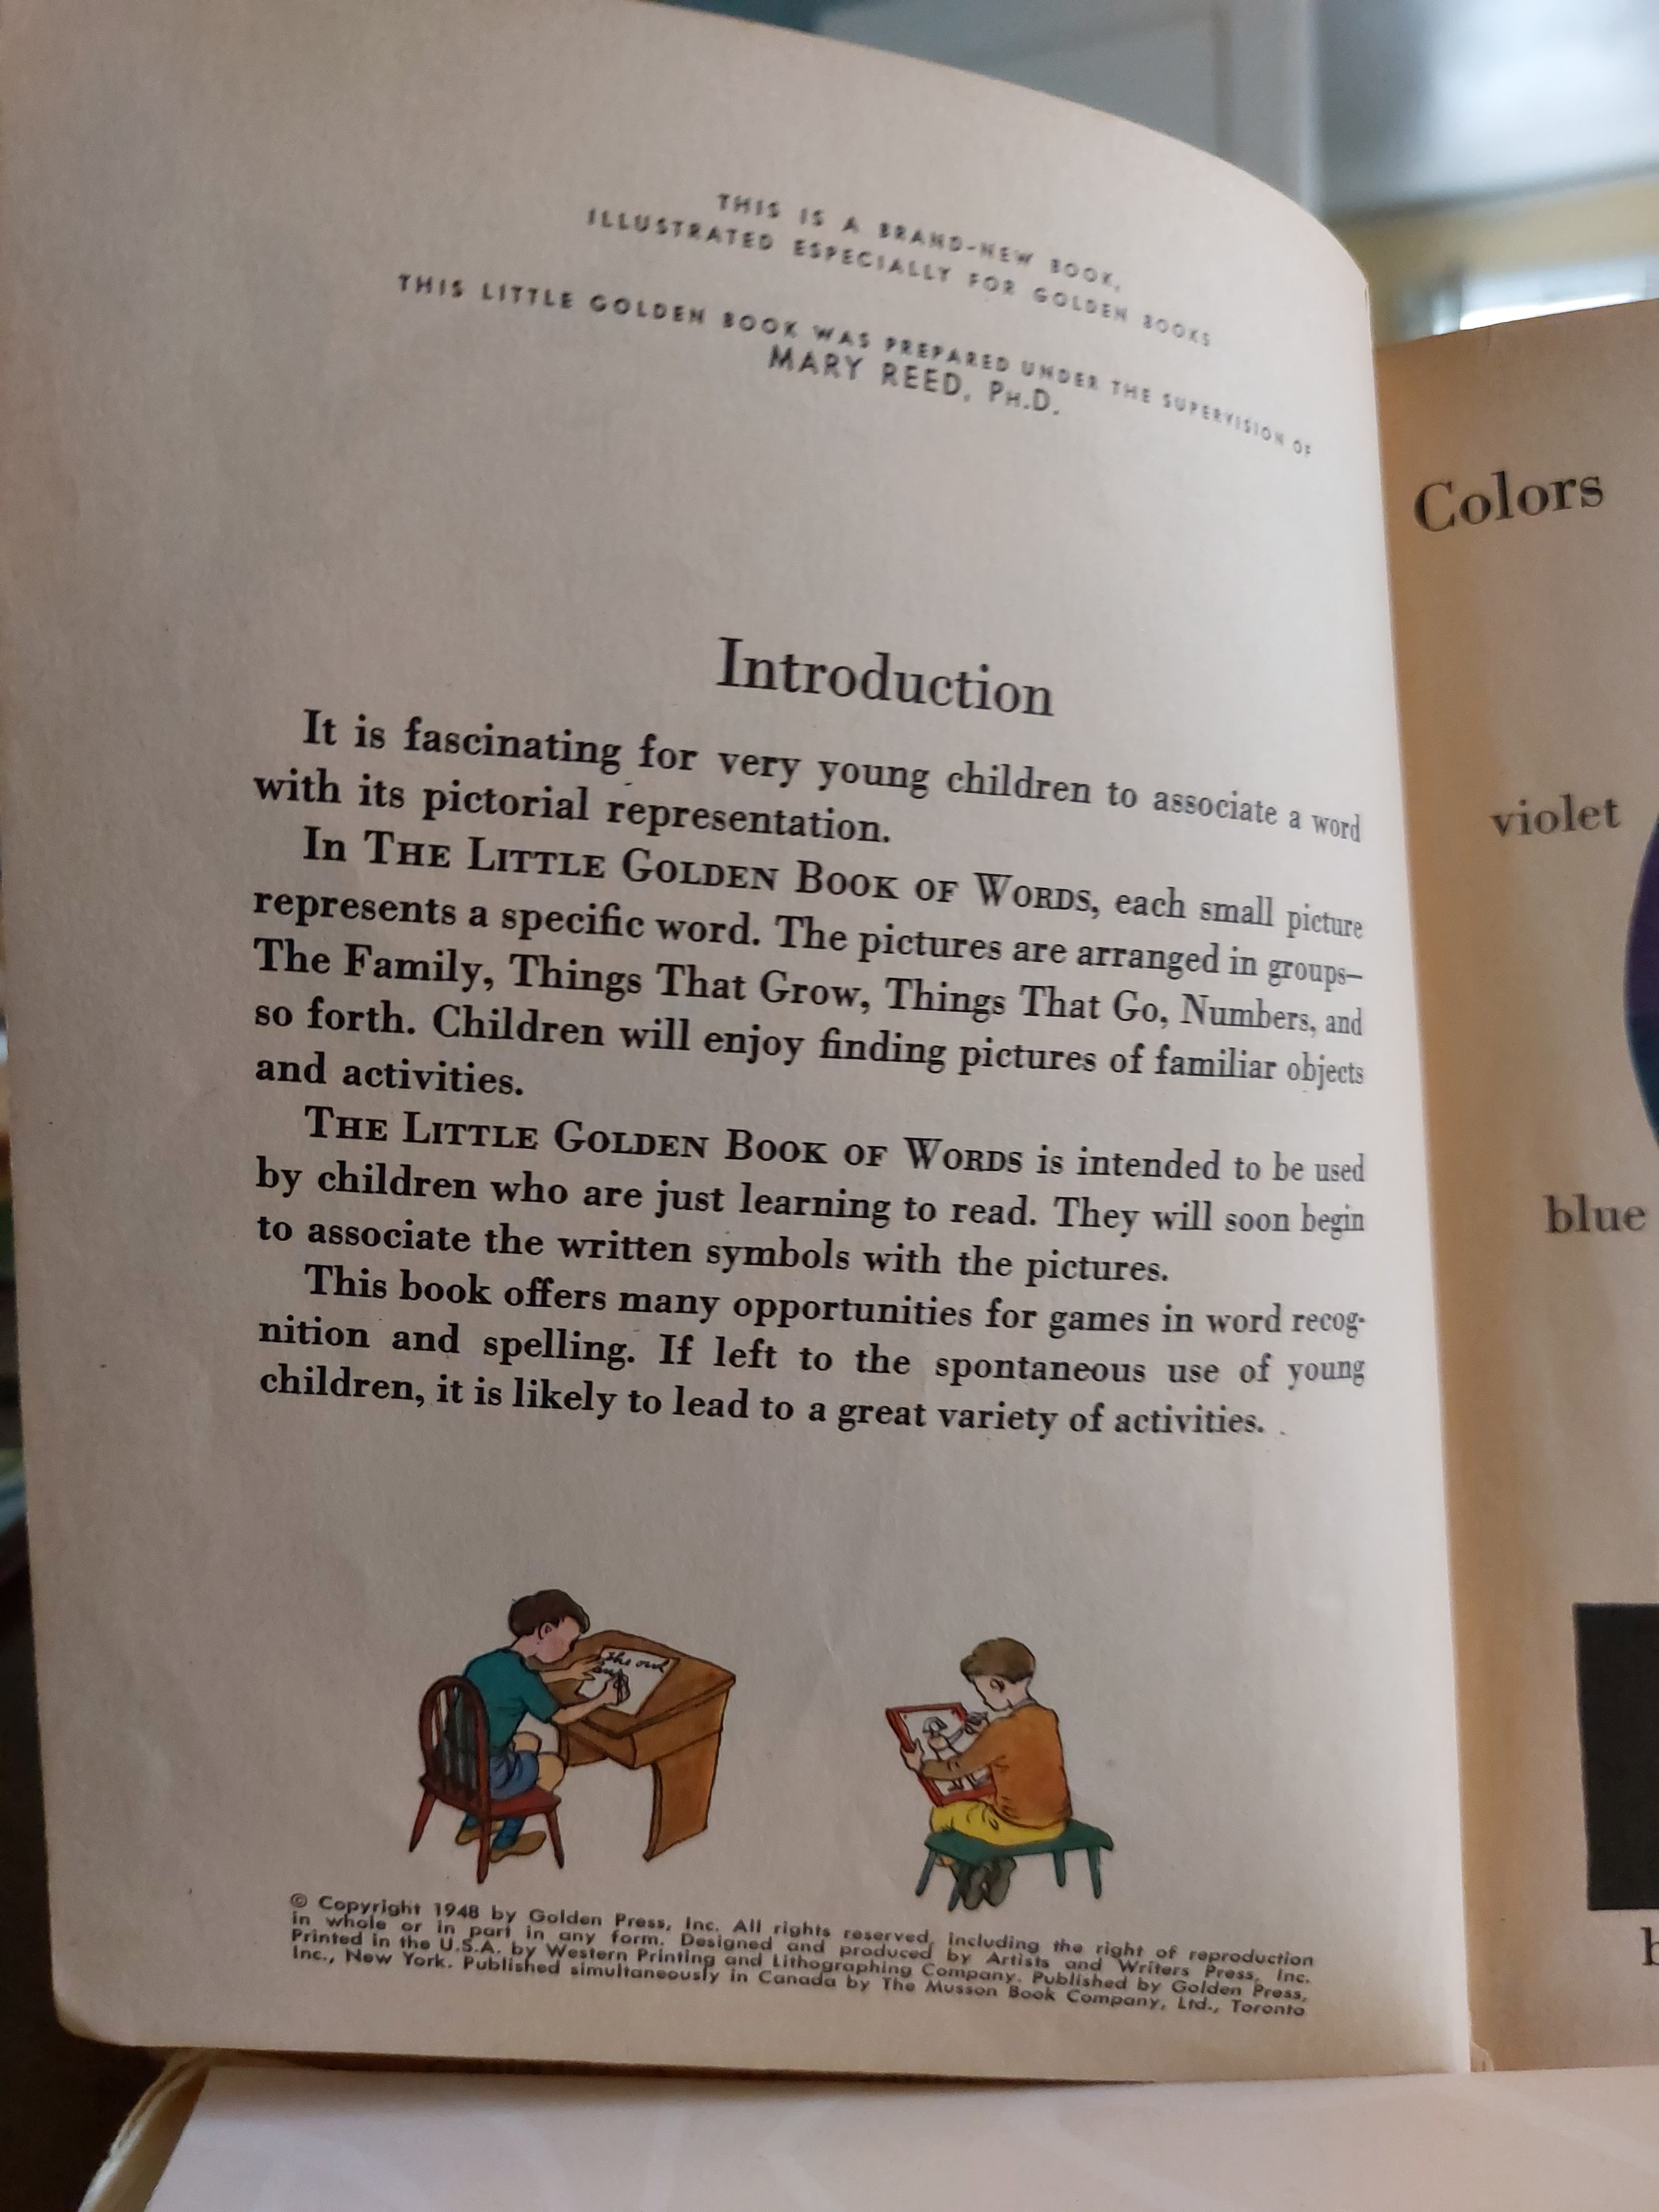 THIS IS A BRAND-NEW BOOK,
ILLUSTRATED ESPECIALLY FOR GOLDEN BOOKS
THIS LITTLE GOLDEN BOOK WAS PREPARED UNDER THE SUPERVISION OF
MARY REED, PH.D.
Introduction
It is fascinating for very young children to associate a word
with its pictorial representation.
In THE LITTLE GOLDEN BOOK OF WORDS, each small picture
represents a specific word. The pictures are arranged in groups—
The Family, Things That Grow, Things That Go, Numbers, and
so forth. Children will enjoy finding pictures of familiar objects
and activities.
THE LITTLE GOLDEN BOOK OF WORDS is intended to be used
by children who are just learning to read. They will soon begin
to associate the written symbols with the pictures.
This book offers many opportunities for games in word recog-
nition and spelling. If left to the spontaneous use of young
children, it is likely to lead to a great variety of activities.
The owl
© Copyright 1948 by Golden Press, Inc. All rights reserved, including the right of reproduction
in whole or in part in any form. Designed and produced by Artists and Writers Press, Inc.
Printed in the U.S.A. by Western Printing and Lithographing Company. Published by Golden Press,
Inc., New York. Published simultaneously in Canada by The Musson Book Company, Ltd., Toronto
Colors
violet
blue
b